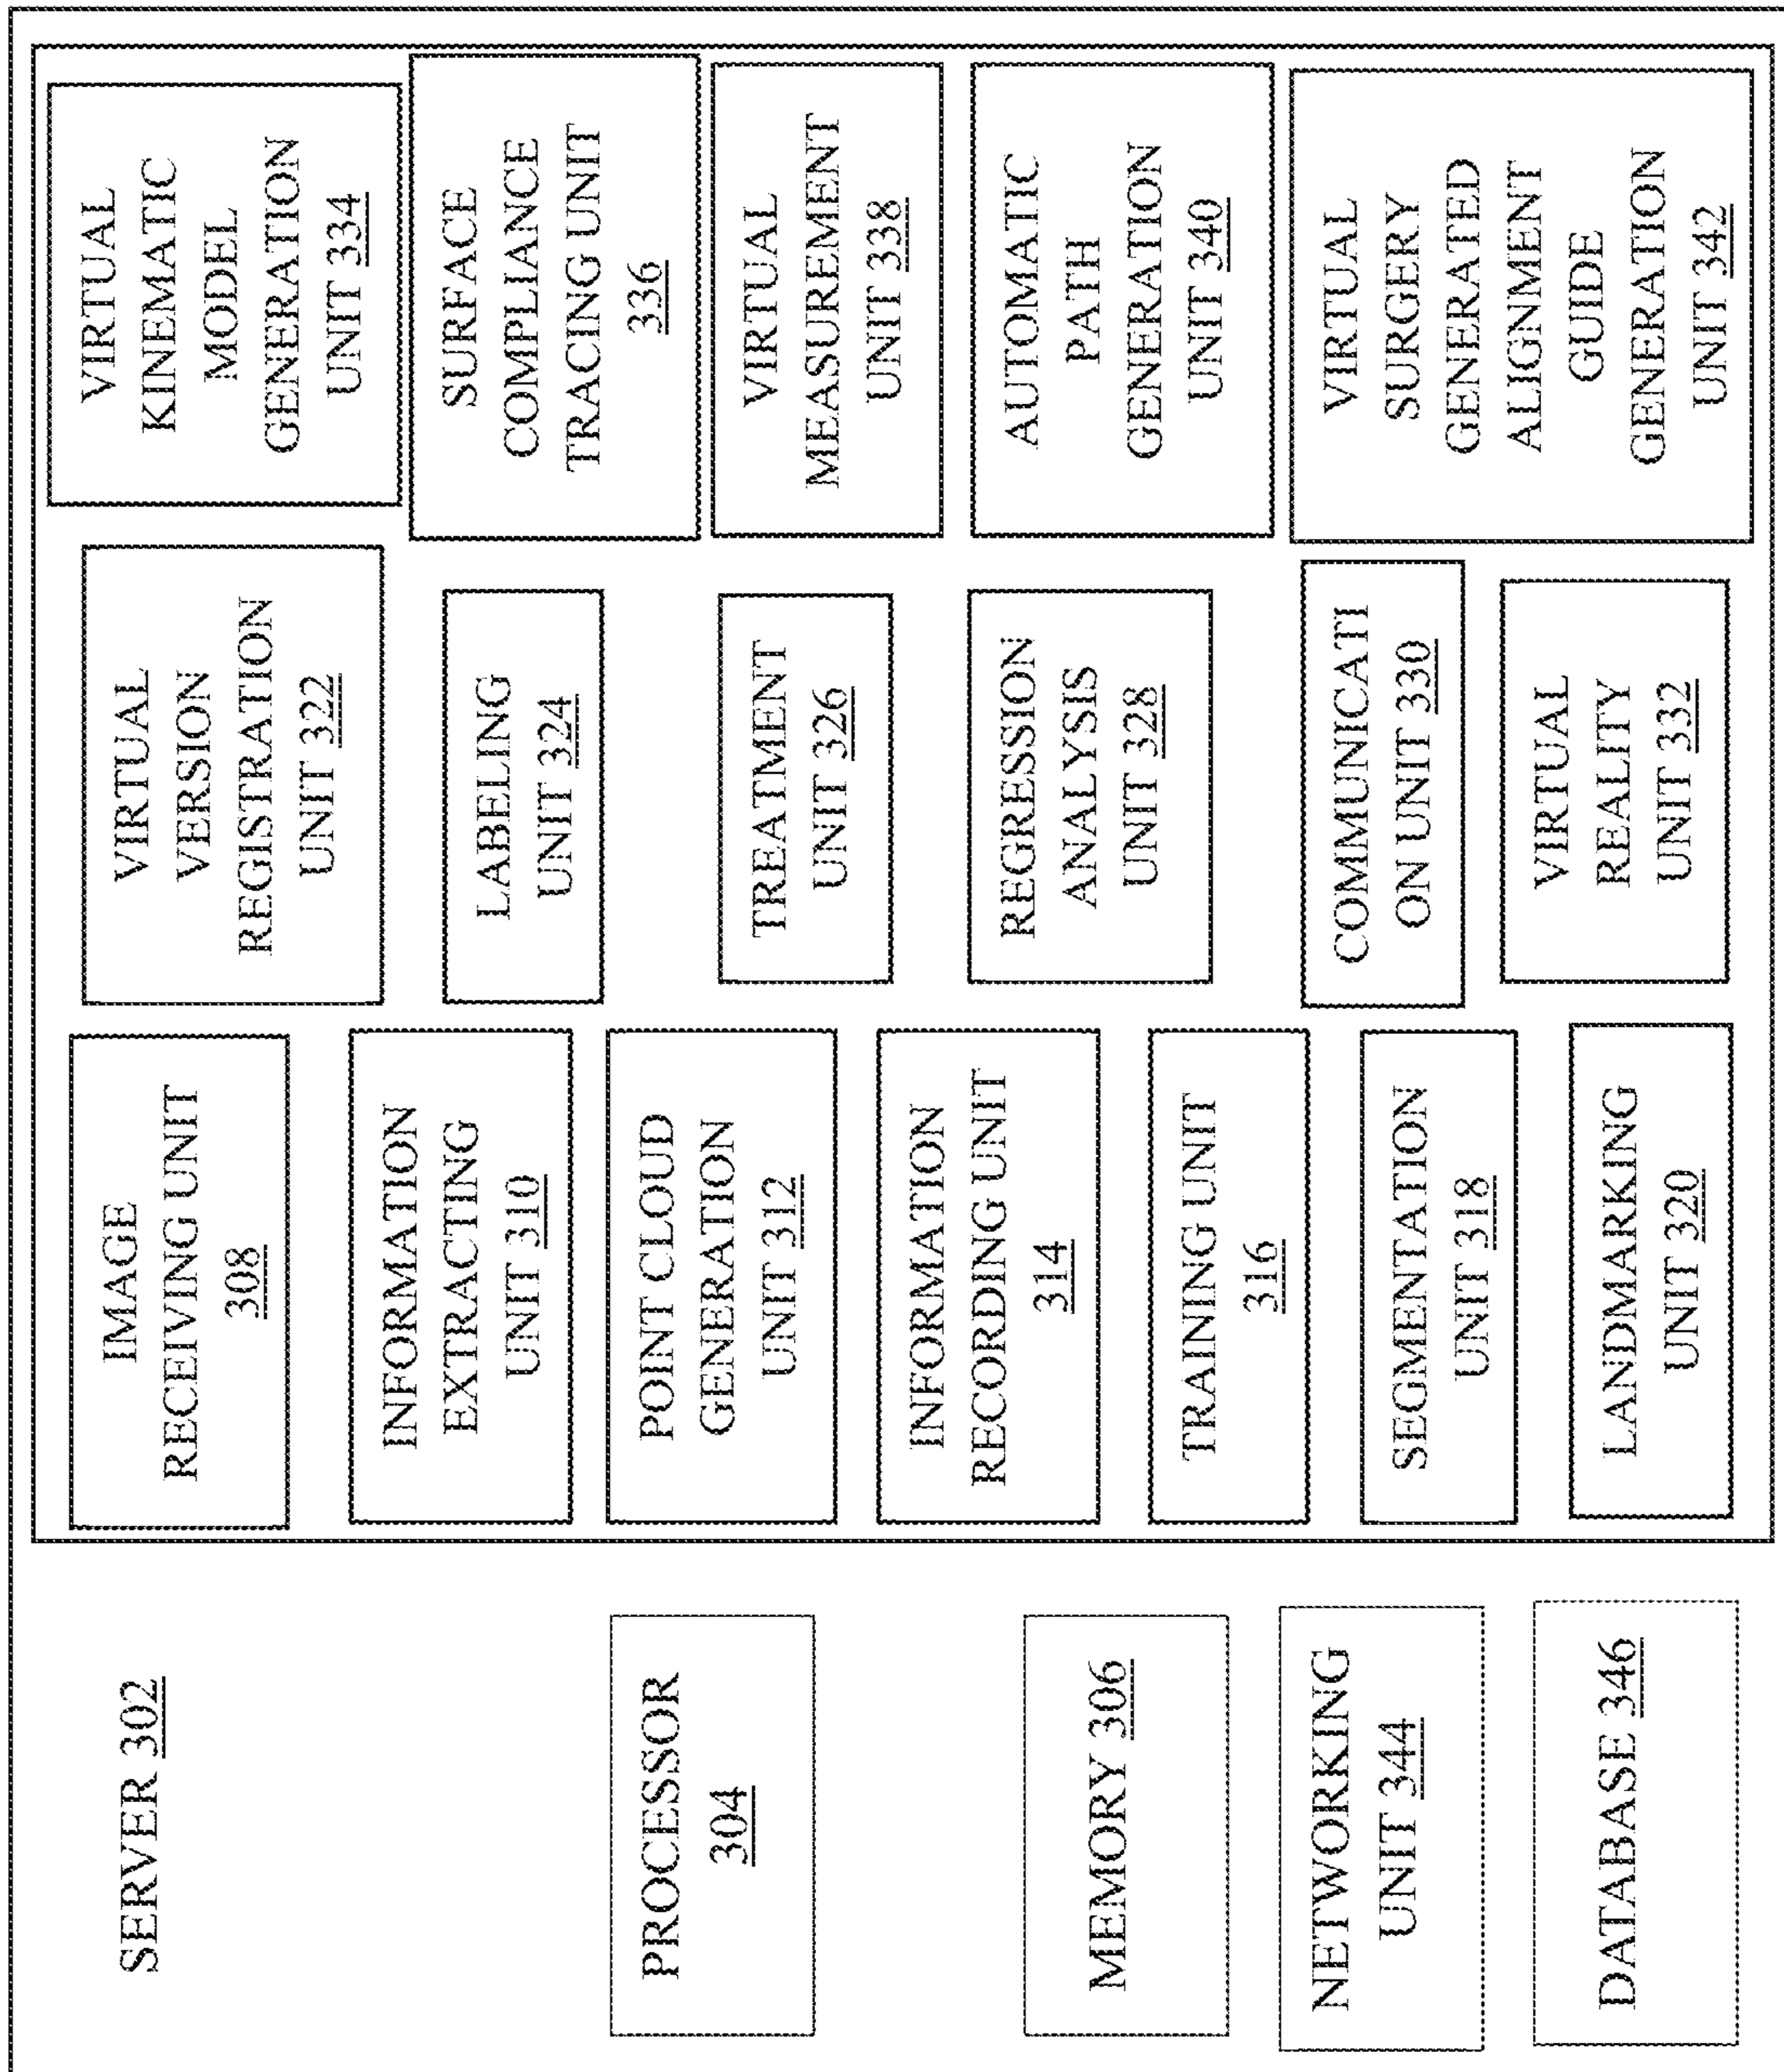 SERVER 302
PROCESSOR
304
MEMORY 306
NETWORKING
UNIT 344
DATABASE 346
IMAGE
RECEIVING UNIT
308
INFORMATION
EXTRACTING
UNIT 310
POINT CLOUD
GENERATION
UNIT 312
INFORMATION
RECORDING UNIT
314
TRAINING UNIT
316
SEGMENTATION
UNIT 318
LANDMARKING
UNIT 320
VIRTUAL
VERSION
REGISTRATION
UNIT 322
LABELING
UNIT 324
TREATMENT
UNIT 326
REGRESSION
ANALYSIS
UNIT 328
COMMUNICATI
ON UNIT 330
VIRTUAL
REALITY
UNIT 332
VIRTUAL
KINEMATIC
MODEL
GENERATION
UNIT 334
SURFACE
COMPLIANCE
TRACING UNIT
336
VIRTUAL
MEASUREMENT
UNIT 338
AUTOMATIC
PATH
GENERATION
UNIT 340
VIRTUAL
SURGERY
GENERATED
ALIGNMENT
GUIDE
GENERATION
UNIT 342